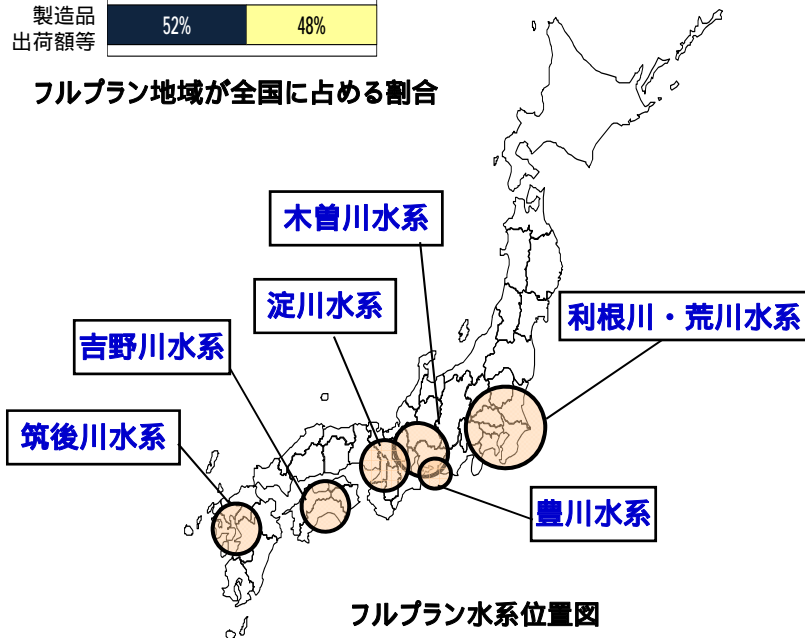 製造品
出荷額等
52%
48%
フルプラン地域が全国に占める割合
木曽川水系
淀川水系
利根川・荒川水系
吉野川水系
筑後川水系
豊川水系
フルプラン水系位置図